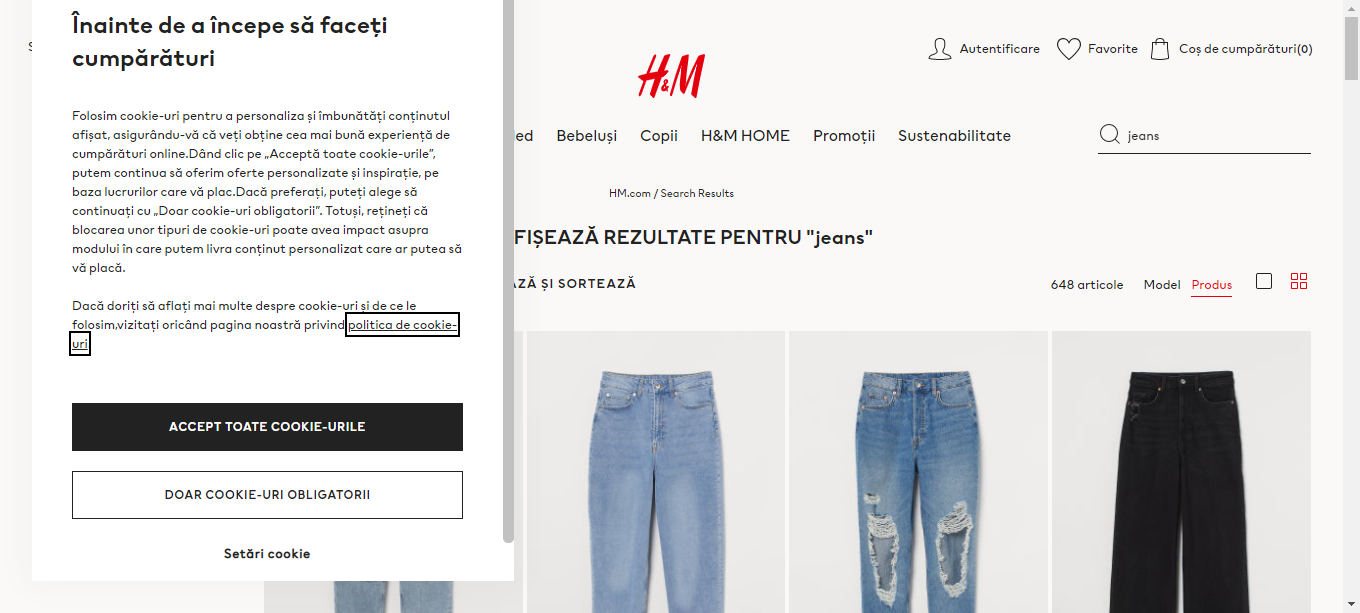 Înainte de a începe să faceți
cumpărături
Folosim cookie-uri pentru a personaliza și îmbunătăți conținutul
afișat, asigurându-vă că veți obține cea mai bună experiență de
cumpărături online.Dând clic pe „Acceptă toate cookie-urile”,
putem continua să oferim oferte personalizate și inspirație, pe
baza lucrurilor care vă plac.Dacă preferați, puteți alege să
continuați cu „Doar cookie-uri obligatorii”. Totuși, rețineți că
blocarea unor tipuri de cookie-uri poate avea impact asupra
modului în care putem livra conținut personalizat care ar putea să
vă placă.
Dacă doriți să aflați mai multe despre cookie-uri și de ce le
folosim,vizitați oricând pagina noastră privind politica de cookie-
uri
ACCEPT TOATE COOKIE-URILE
DOAR COOKIE-URI OBLIGATORII
Setări cookie
Autentificare Favorite Coș de cumpărături(0)
H&M
Bebeluși Copii H&M HOME Promoții Sustenabilitate
jeans
HM.com / Search Results
FIȘEAZĂ REZULTATE PENTRU "jeans"
ȘI SORTEAZĂ
648 articole Model Produs